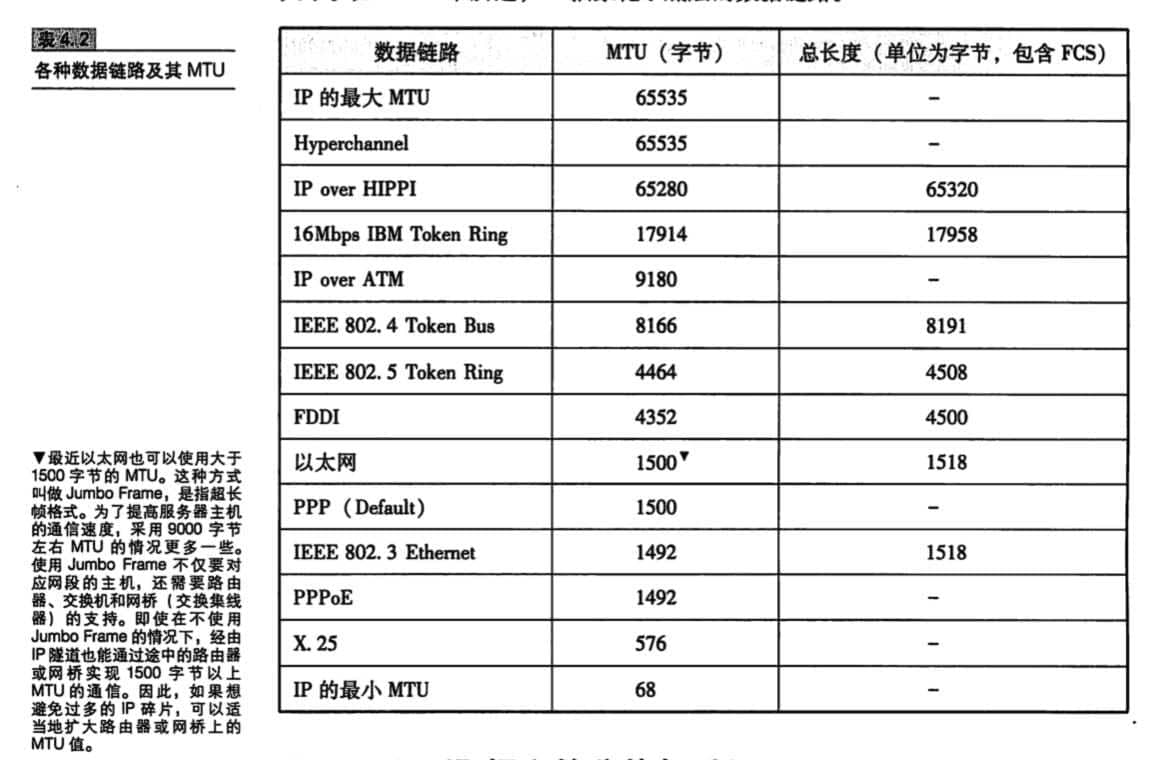 表 4.2
各种数据链路及其 MTU
数据链路 MTU（字节） 总长度（单位为字节，包含 FCS）
IP 的最大 MTU 65535 –
Hyperchannel 65535 –
IP over HIPPI 65280 65320
16Mbps IBM Token Ring 17914 17958
IP over ATM 9180 –
IEEE 802.4 Token Bus 8166 8191
IEEE 802.5 Token Ring 4464 4508
FDDI 4352 4500
以太网 1500▼ 1518
PPP（Default） 1500 –
IEEE 802.3 Ethernet 1492 1518
PPPoE 1492 –
X.25 576 –
IP 的最小 MTU 68 –
▼最近以太网也可以使用大于
1500 字节的 MTU。这种方式
叫做 Jumbo Frame，是指超长
帧格式。为了提高服务器主机
的通信速度，采用 9000 字节
左右 MTU 的情况更多一些。
使用 Jumbo Frame 不仅要对
应网段的主机，还需要路由
器、交换机和网桥（交换集线
器）的支持。即使在不使用
Jumbo Frame 的情况下，经由
IP 隧道也能通过途中的路由器
或网桥实现 1500 字节以上
MTU 的通信。因此，如果想
避免过多的 IP 碎片，可以适
当地扩大路由器或网桥上的
MTU 值。